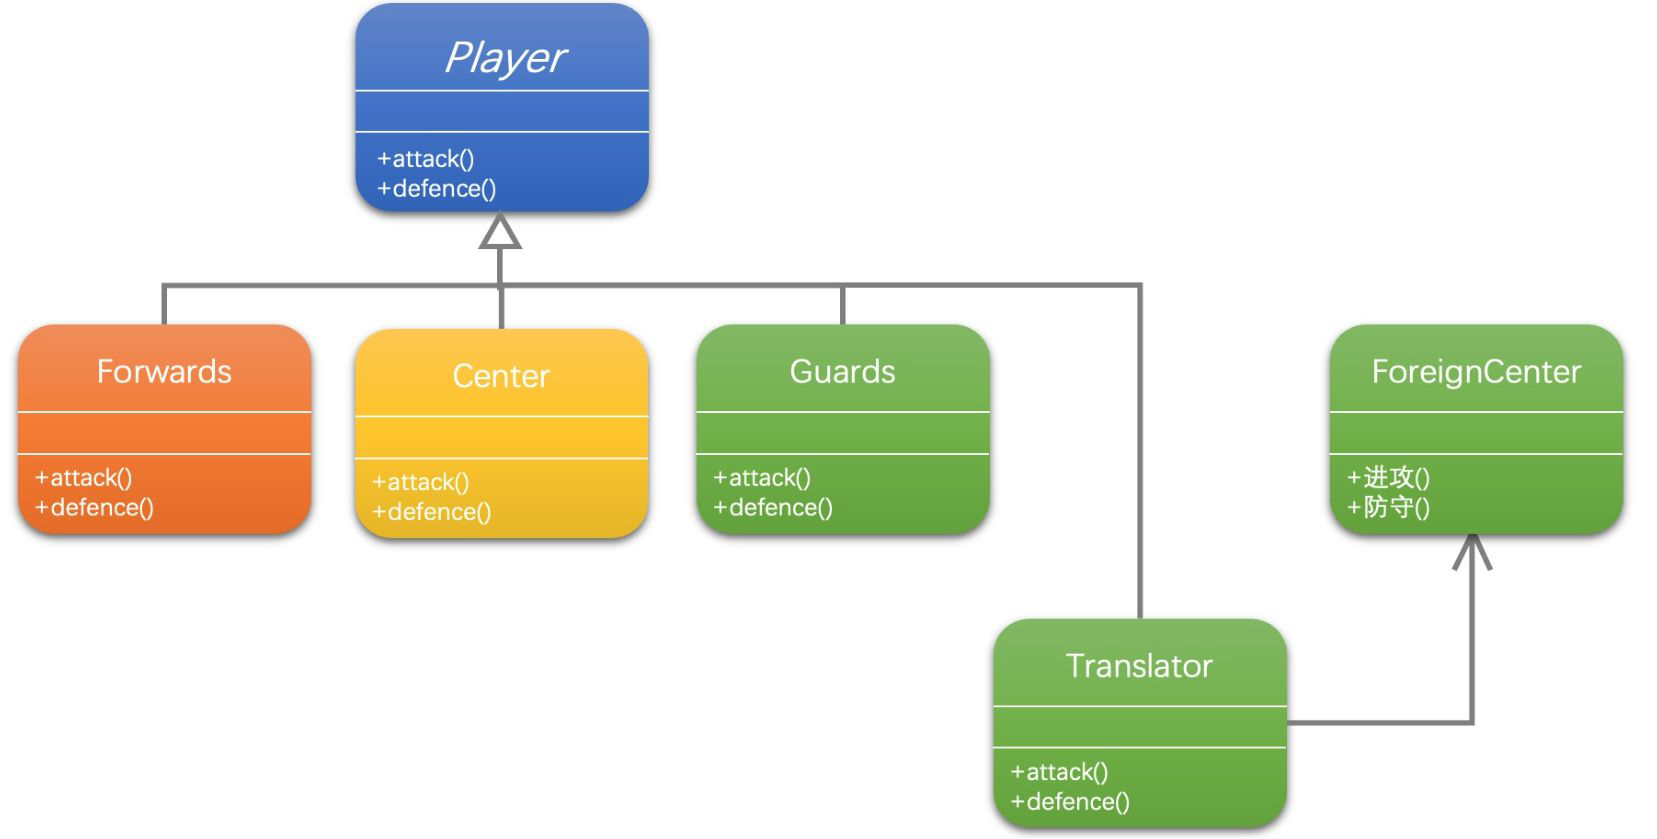 Player
+attack()
+defence()
Forwards
+attack()
+defence()
Center
+attack()
+defence()
Guards
+attack()
+defence()
ForeignCenter
+进攻()
+防守()
Translator
+attack()
+defence()